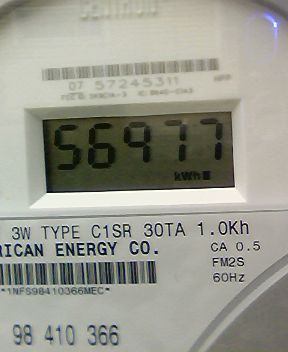 Centron
07 57245311
56977
kWh
3W TYPE C1SR 30TA 1.0Kh
RICAN ENERGY CO.
CA 0.5
FM2S
60Hz
*1NFS98410366MEC*
98 410 366